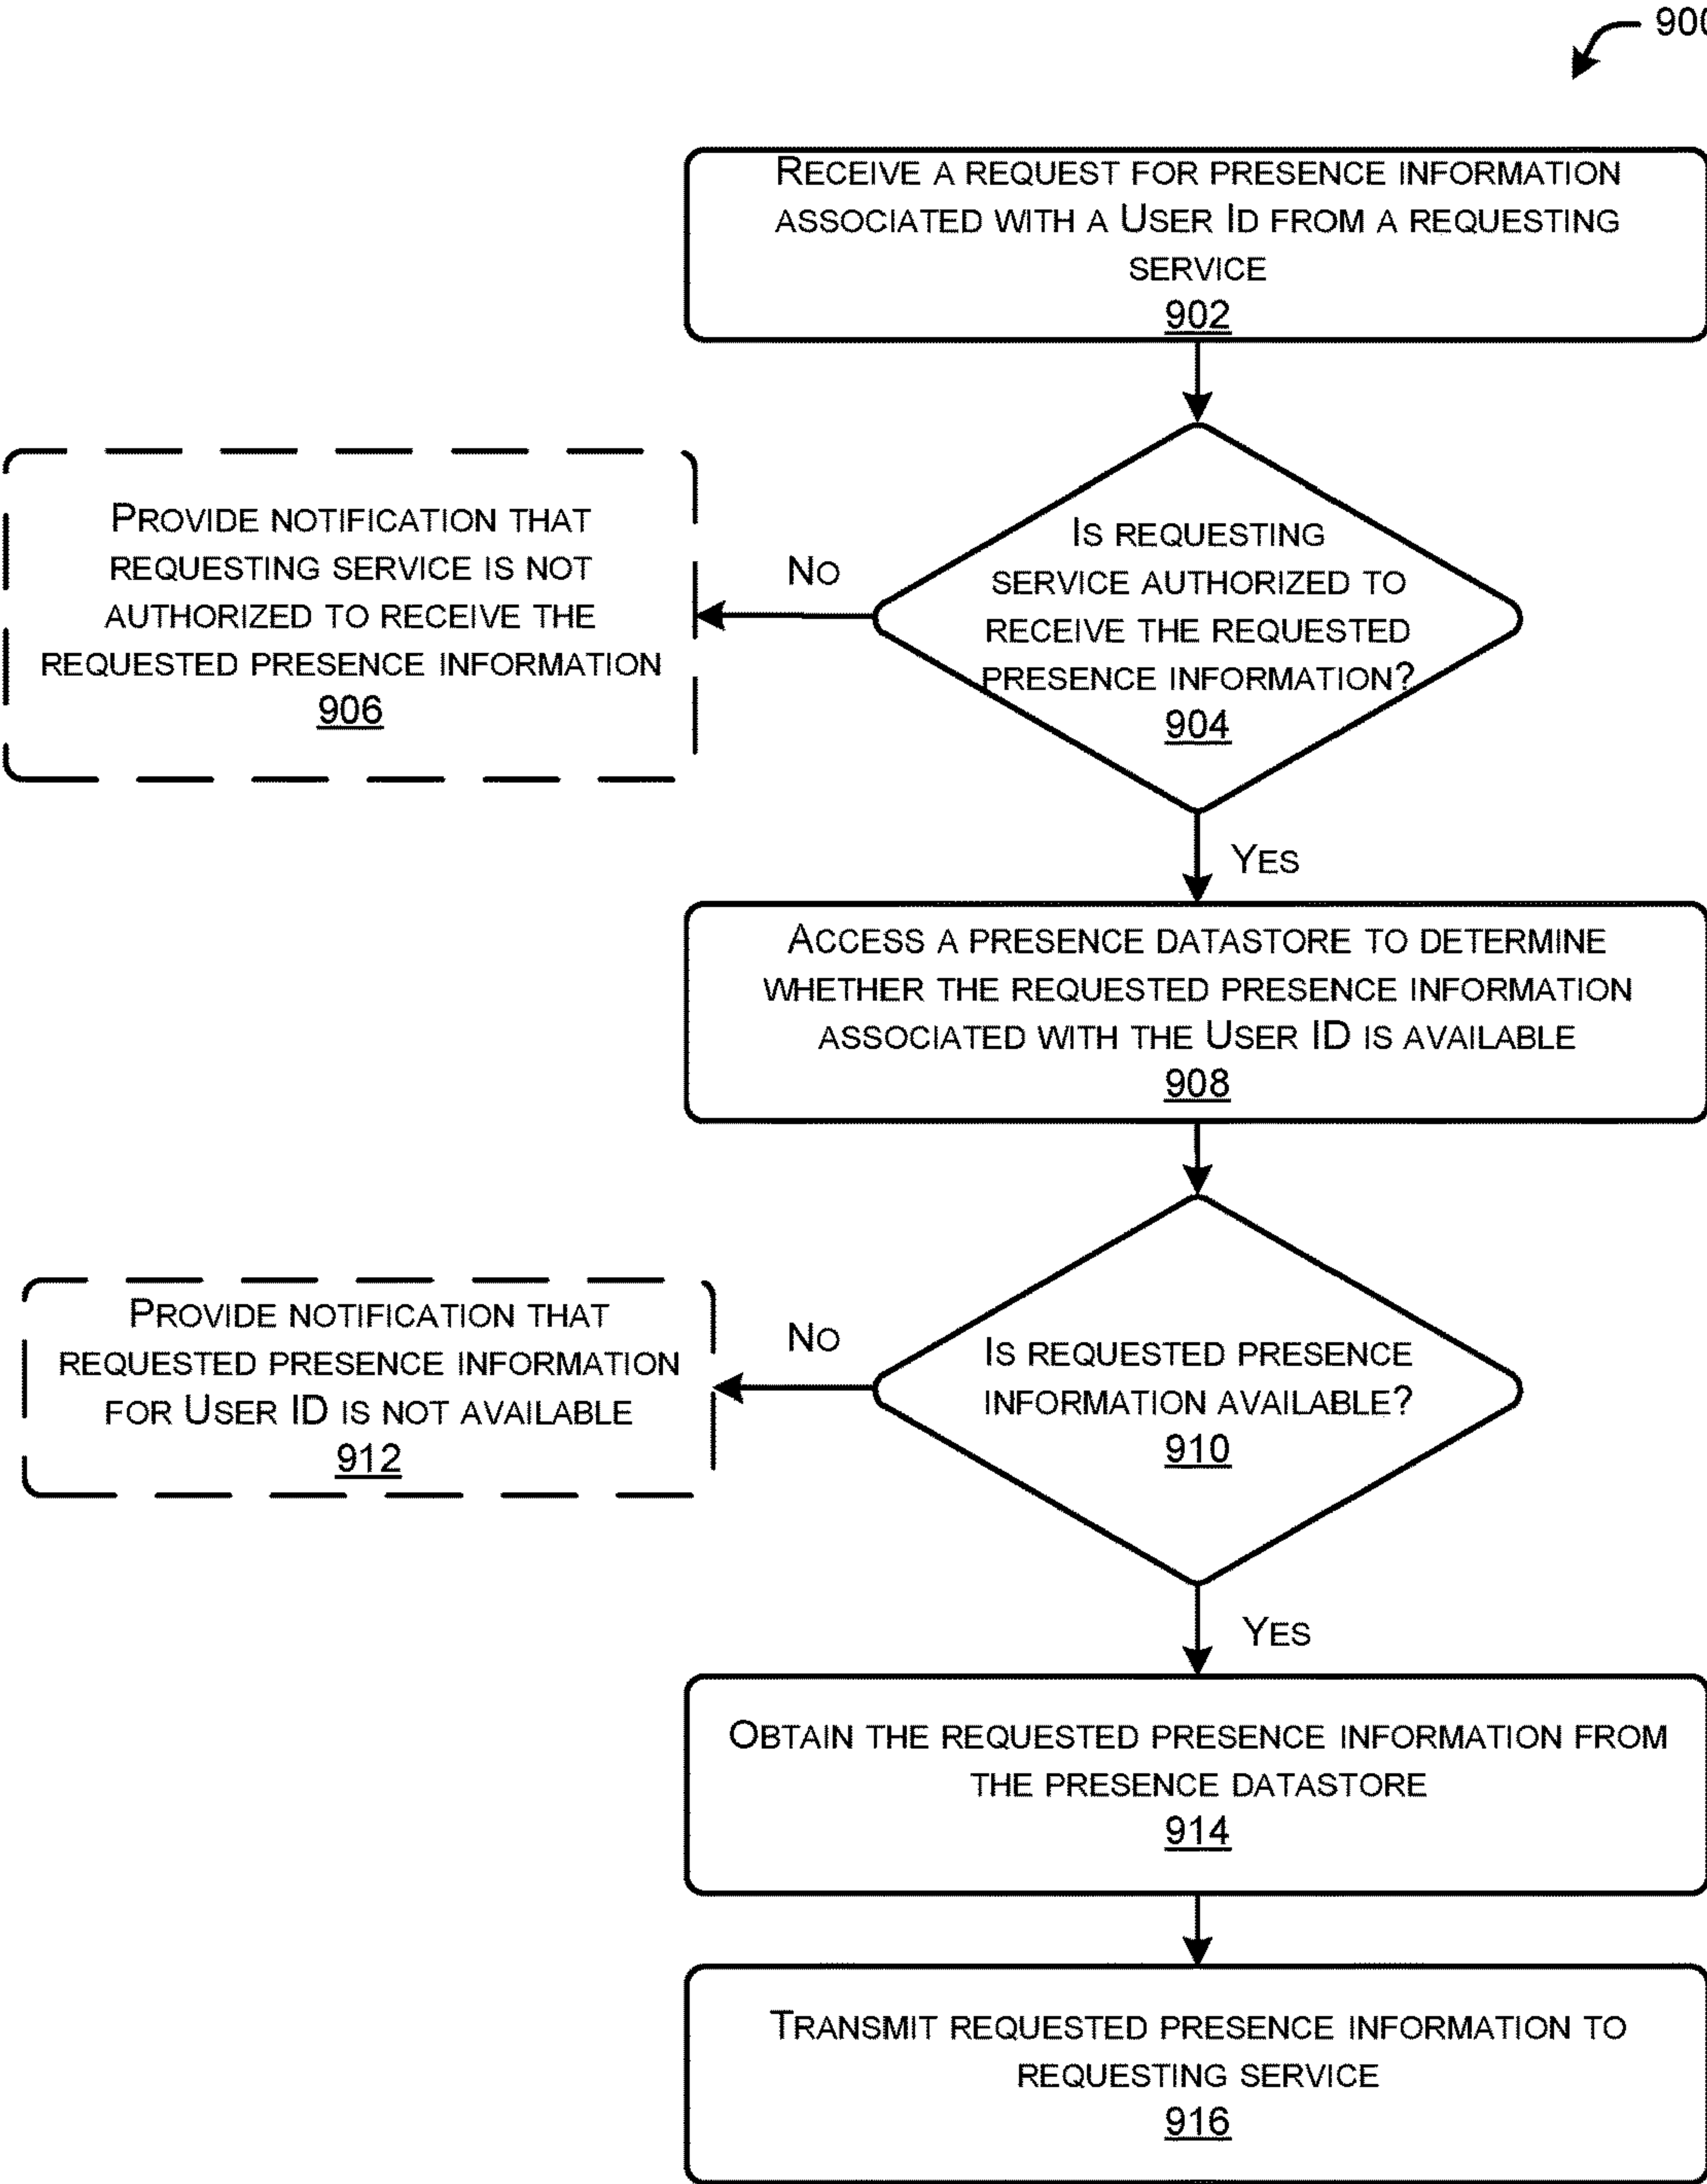 900
RECEIVE A REQUEST FOR PRESENCE INFORMATION
ASSOCIATED WITH A USER ID FROM A REQUESTING
SERVICE
902
IS REQUESTING
SERVICE AUTHORIZED TO
RECEIVE THE REQUESTED
PRESENCE INFORMATION?
904
NO
PROVIDE NOTIFICATION THAT
REQUESTING SERVICE IS NOT
AUTHORIZED TO RECEIVE THE
REQUESTED PRESENCE INFORMATION
906
YES
ACCESS A PRESENCE DATASTORE TO DETERMINE
WHETHER THE REQUESTED PRESENCE INFORMATION
ASSOCIATED WITH THE USER ID IS AVAILABLE
908
IS REQUESTED PRESENCE
INFORMATION AVAILABLE?
910
NO
PROVIDE NOTIFICATION THAT
REQUESTED PRESENCE INFORMATION
FOR USER ID IS NOT AVAILABLE
912
YES
OBTAIN THE REQUESTED PRESENCE INFORMATION FROM
THE PRESENCE DATASTORE
914
TRANSMIT REQUESTED PRESENCE INFORMATION TO
REQUESTING SERVICE
916